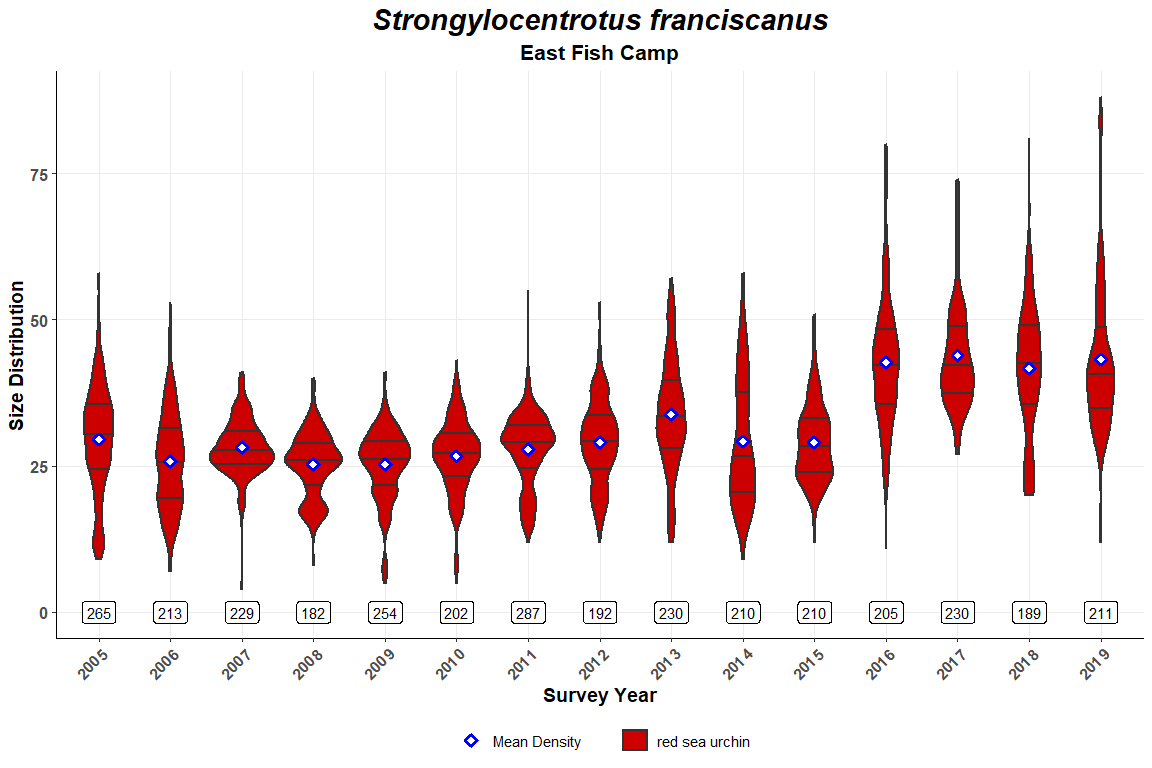 Strongylocentrotus franciscanus
East Fish Camp
Size Distribution
75
50
25
0
265 213 229 182 254 202 287 192 230 210 210 205 230 189 211
2005 2006 2007 2008 2009 2010 2011 2012 2013 2014 2015 2016 2017 2018 2019
Survey Year
Mean Density red sea urchin